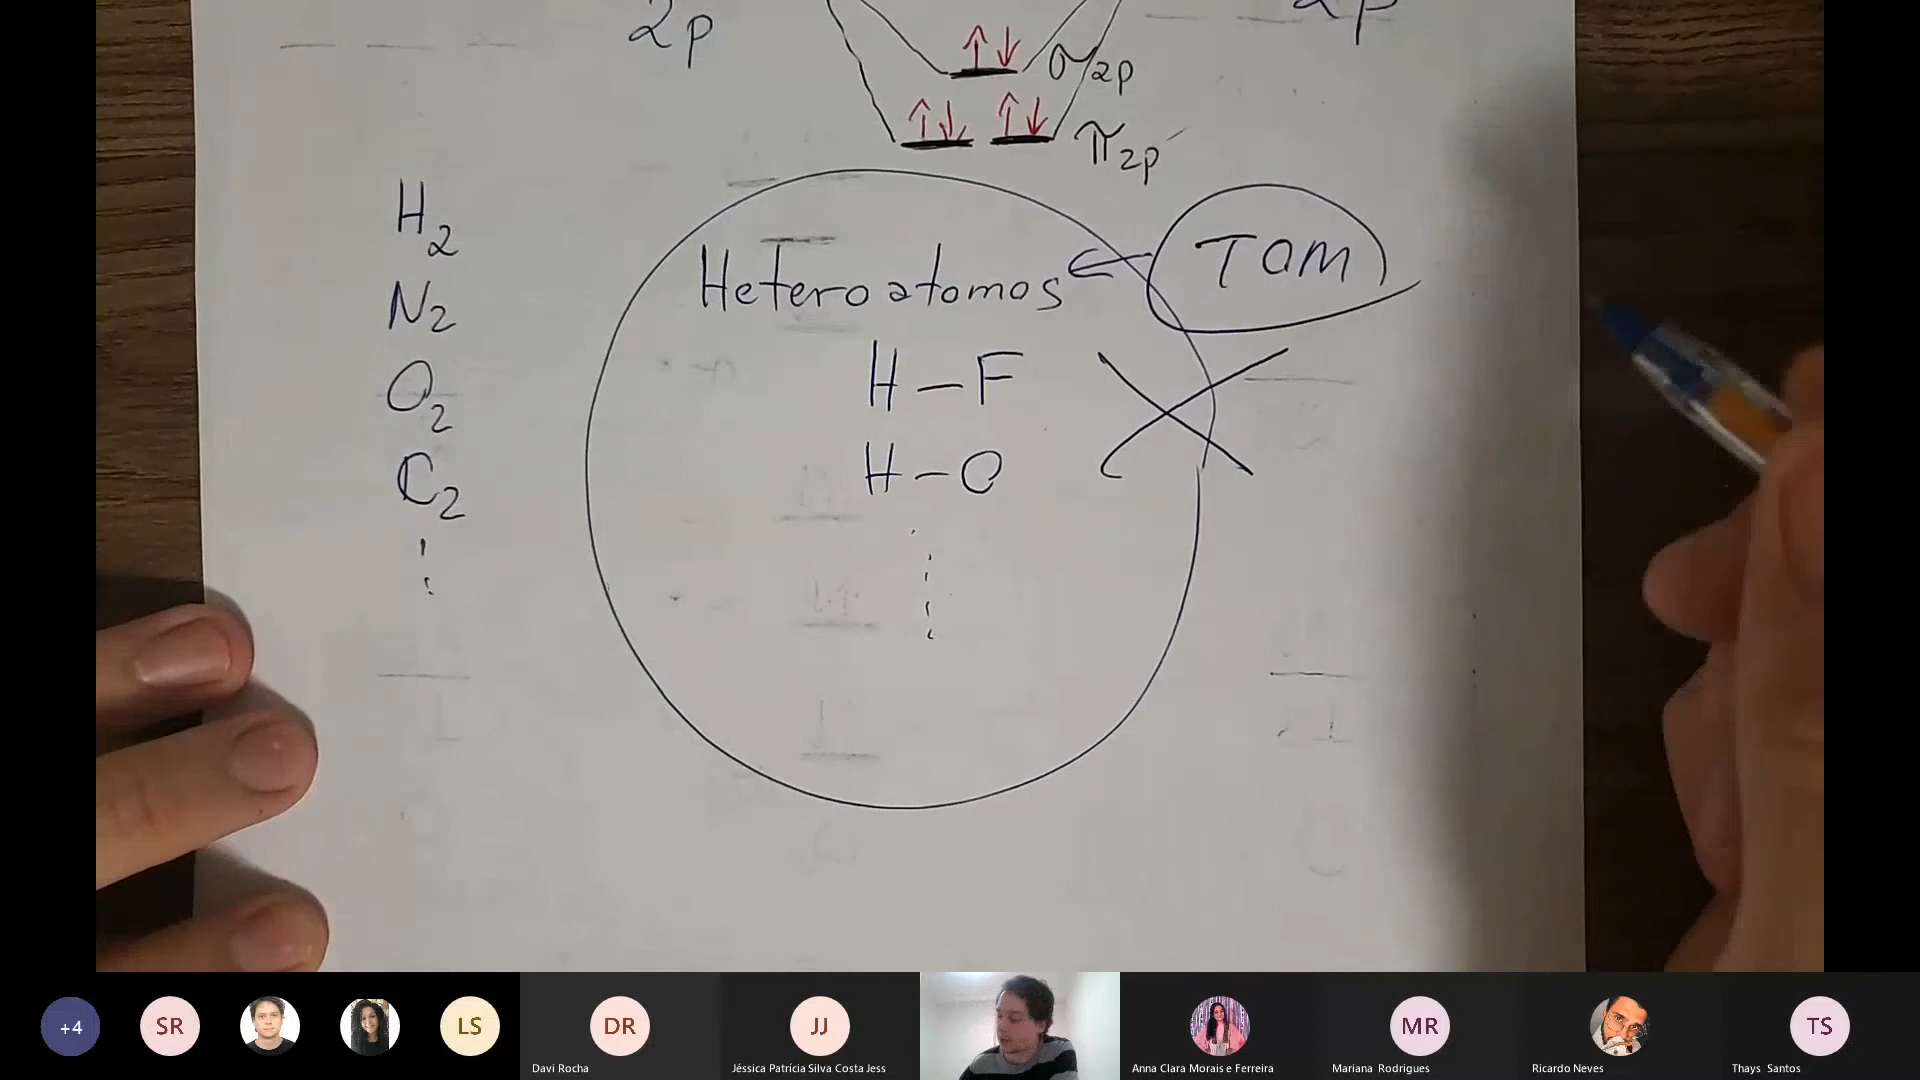 2p
2p
↑↓ σ2p
↑↓ ↑↓ π2p
H2
N2
O2
C2
Heteroatomos ← TOM
H-F
H-O
+4
SR
LS
DR
Davi Rocha
JJ
Jéssica Patrícia Silva Costa Jess
Anna Clara Morais e Ferreira
MR
Mariana Rodrigues
Ricardo Neves
TS
Thays Santos